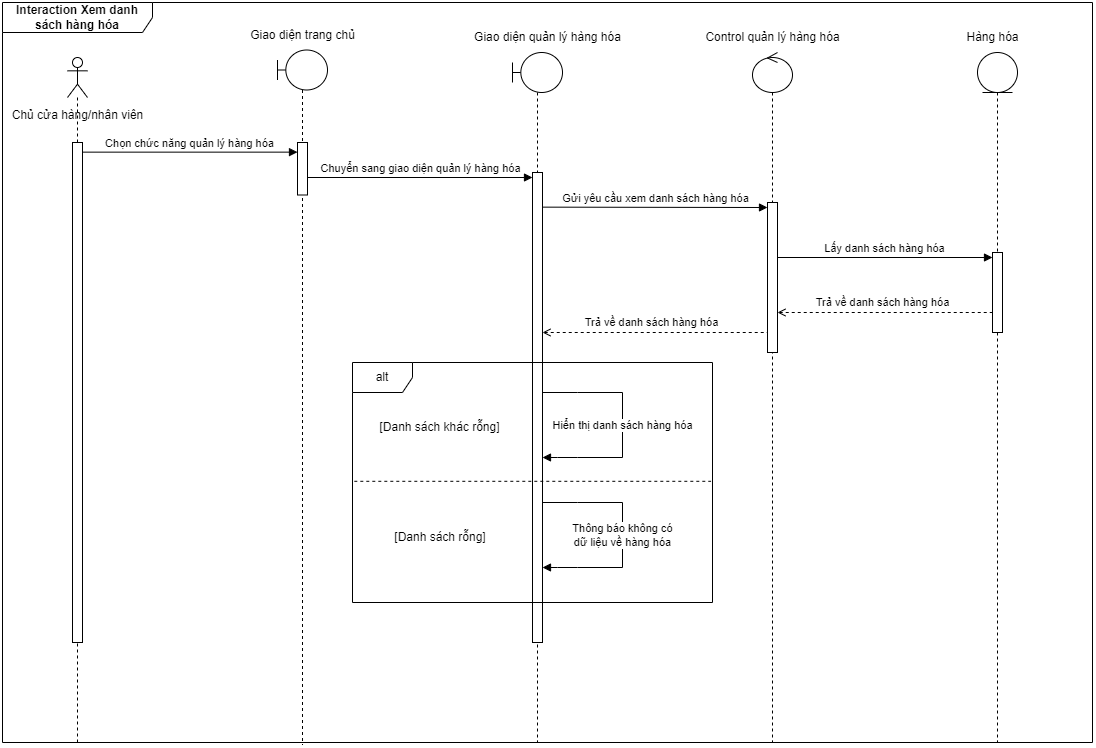 Interaction Xem danh
sách hàng hóa
Giao diện trang chủ
Giao diện quản lý hàng hóa
Control quản lý hàng hóa
Hàng hóa
Chủ cửa hàng/nhân viên
Chọn chức năng quản lý hàng hóa
Chuyển sang giao diện quản lý hàng hóa
Gửi yêu cầu xem danh sách hàng hóa
Lấy danh sách hàng hóa
Trả về danh sách hàng hóa
Trả về danh sách hàng hóa
alt
[Danh sách khác rỗng]
Hiển thị danh sách hàng hóa
[Danh sách rỗng]
Thông báo không có
dữ liệu về hàng hóa